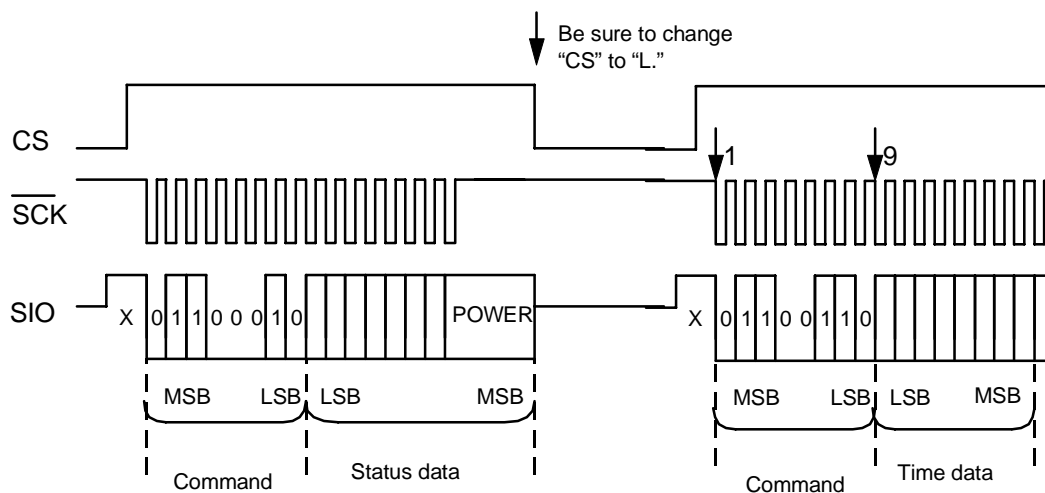 Be sure to change
“CS” to “L.”
CS
1
9
SCK
SIO
X 0 1 1 0 0 0 1 0 POWER
X 0 1 1 0 0 1 1 0
MSB LSB LSB MSB
MSB LSB LSB MSB
Command
Status data
Command
Time data